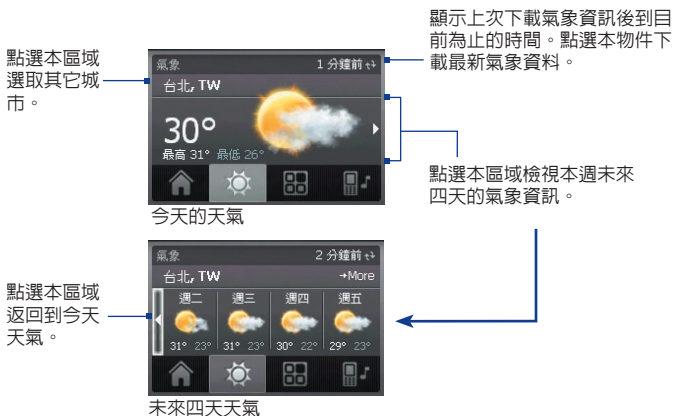 顯示上次下載氣象資訊後到目
前為止的時間。點選本物件下
載最新氣象資料。
點選本區域
選取其它城
市。
氣象
1 分鐘前
台北, TW
30°
最高 31° 最低 26°
點選本區域檢視本週未來
四天的氣象資訊。
今天的天氣
氣象
2 分鐘前
台北, TW
→More
週二 週三 週四 週五
31° 23° 31° 23° 30° 22° 29° 23°
點選本區域
返回到今天
天氣。
未來四天天氣